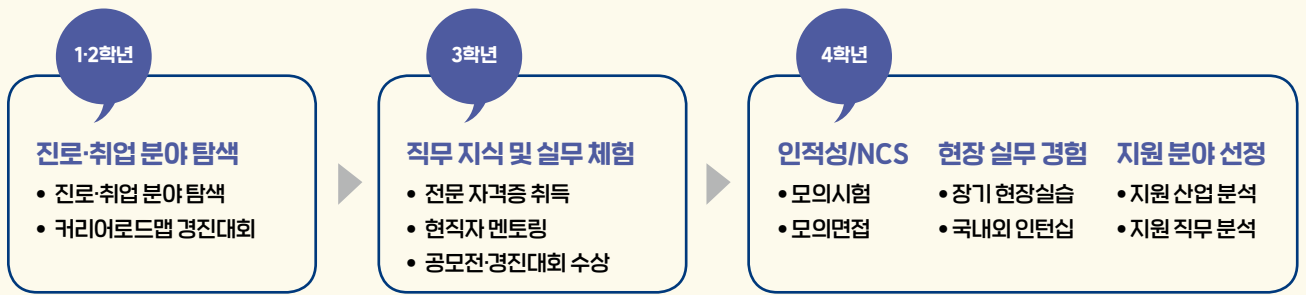 1·2학년
진로·취업 분야 탐색
• 진로·취업 분야 탐색
• 커리어로드맵 경진대회
3학년
직무 지식 및 실무 체험
• 전문 자격증 취득
• 현직자 멘토링
• 공모전·경진대회 수상
4학년
인적성/NCS
• 모의시험
• 모의면접
현장 실무 경험
• 장기 현장실습
• 국내외 인턴십
지원 분야 선정
• 지원 산업 분석
• 지원 직무 분석